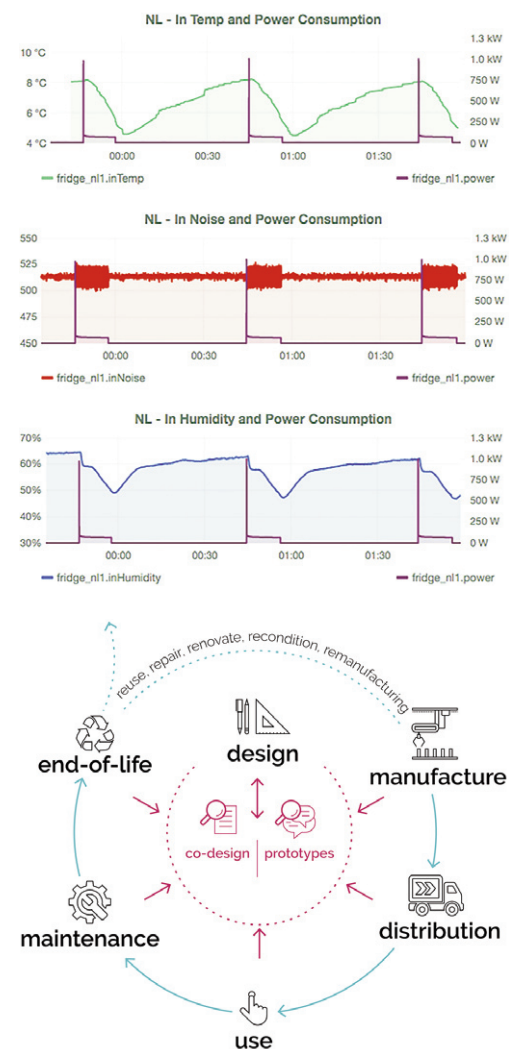 NL - In Temp and Power Consumption
10 °C
8 °C
6 °C
4 °C
1.3 kW
1.0 kW
750 W
500 W
250 W
0 W
00:00 00:30 01:00 01:30
fridge_nl1.inTemp fridge_nl1.power
NL - In Noise and Power Consumption
550
525
500
475
450
1.3 kW
1.0 kW
750 W
500 W
250 W
0 W
00:00 00:30 01:00 01:30
fridge_nl1.inNoise fridge_nl1.power
NL - In Humidity and Power Consumption
70%
60%
50%
40%
30%
1.3 kW
1.0 kW
750 W
500 W
250 W
0 W
00:00 00:30 01:00 01:30
fridge_nl1.inHumidity fridge_nl1.power
reuse, repair, renovate, recondition, remanufacturing
end-of-life
design
manufacture
co-design
prototypes
maintenance
distribution
use